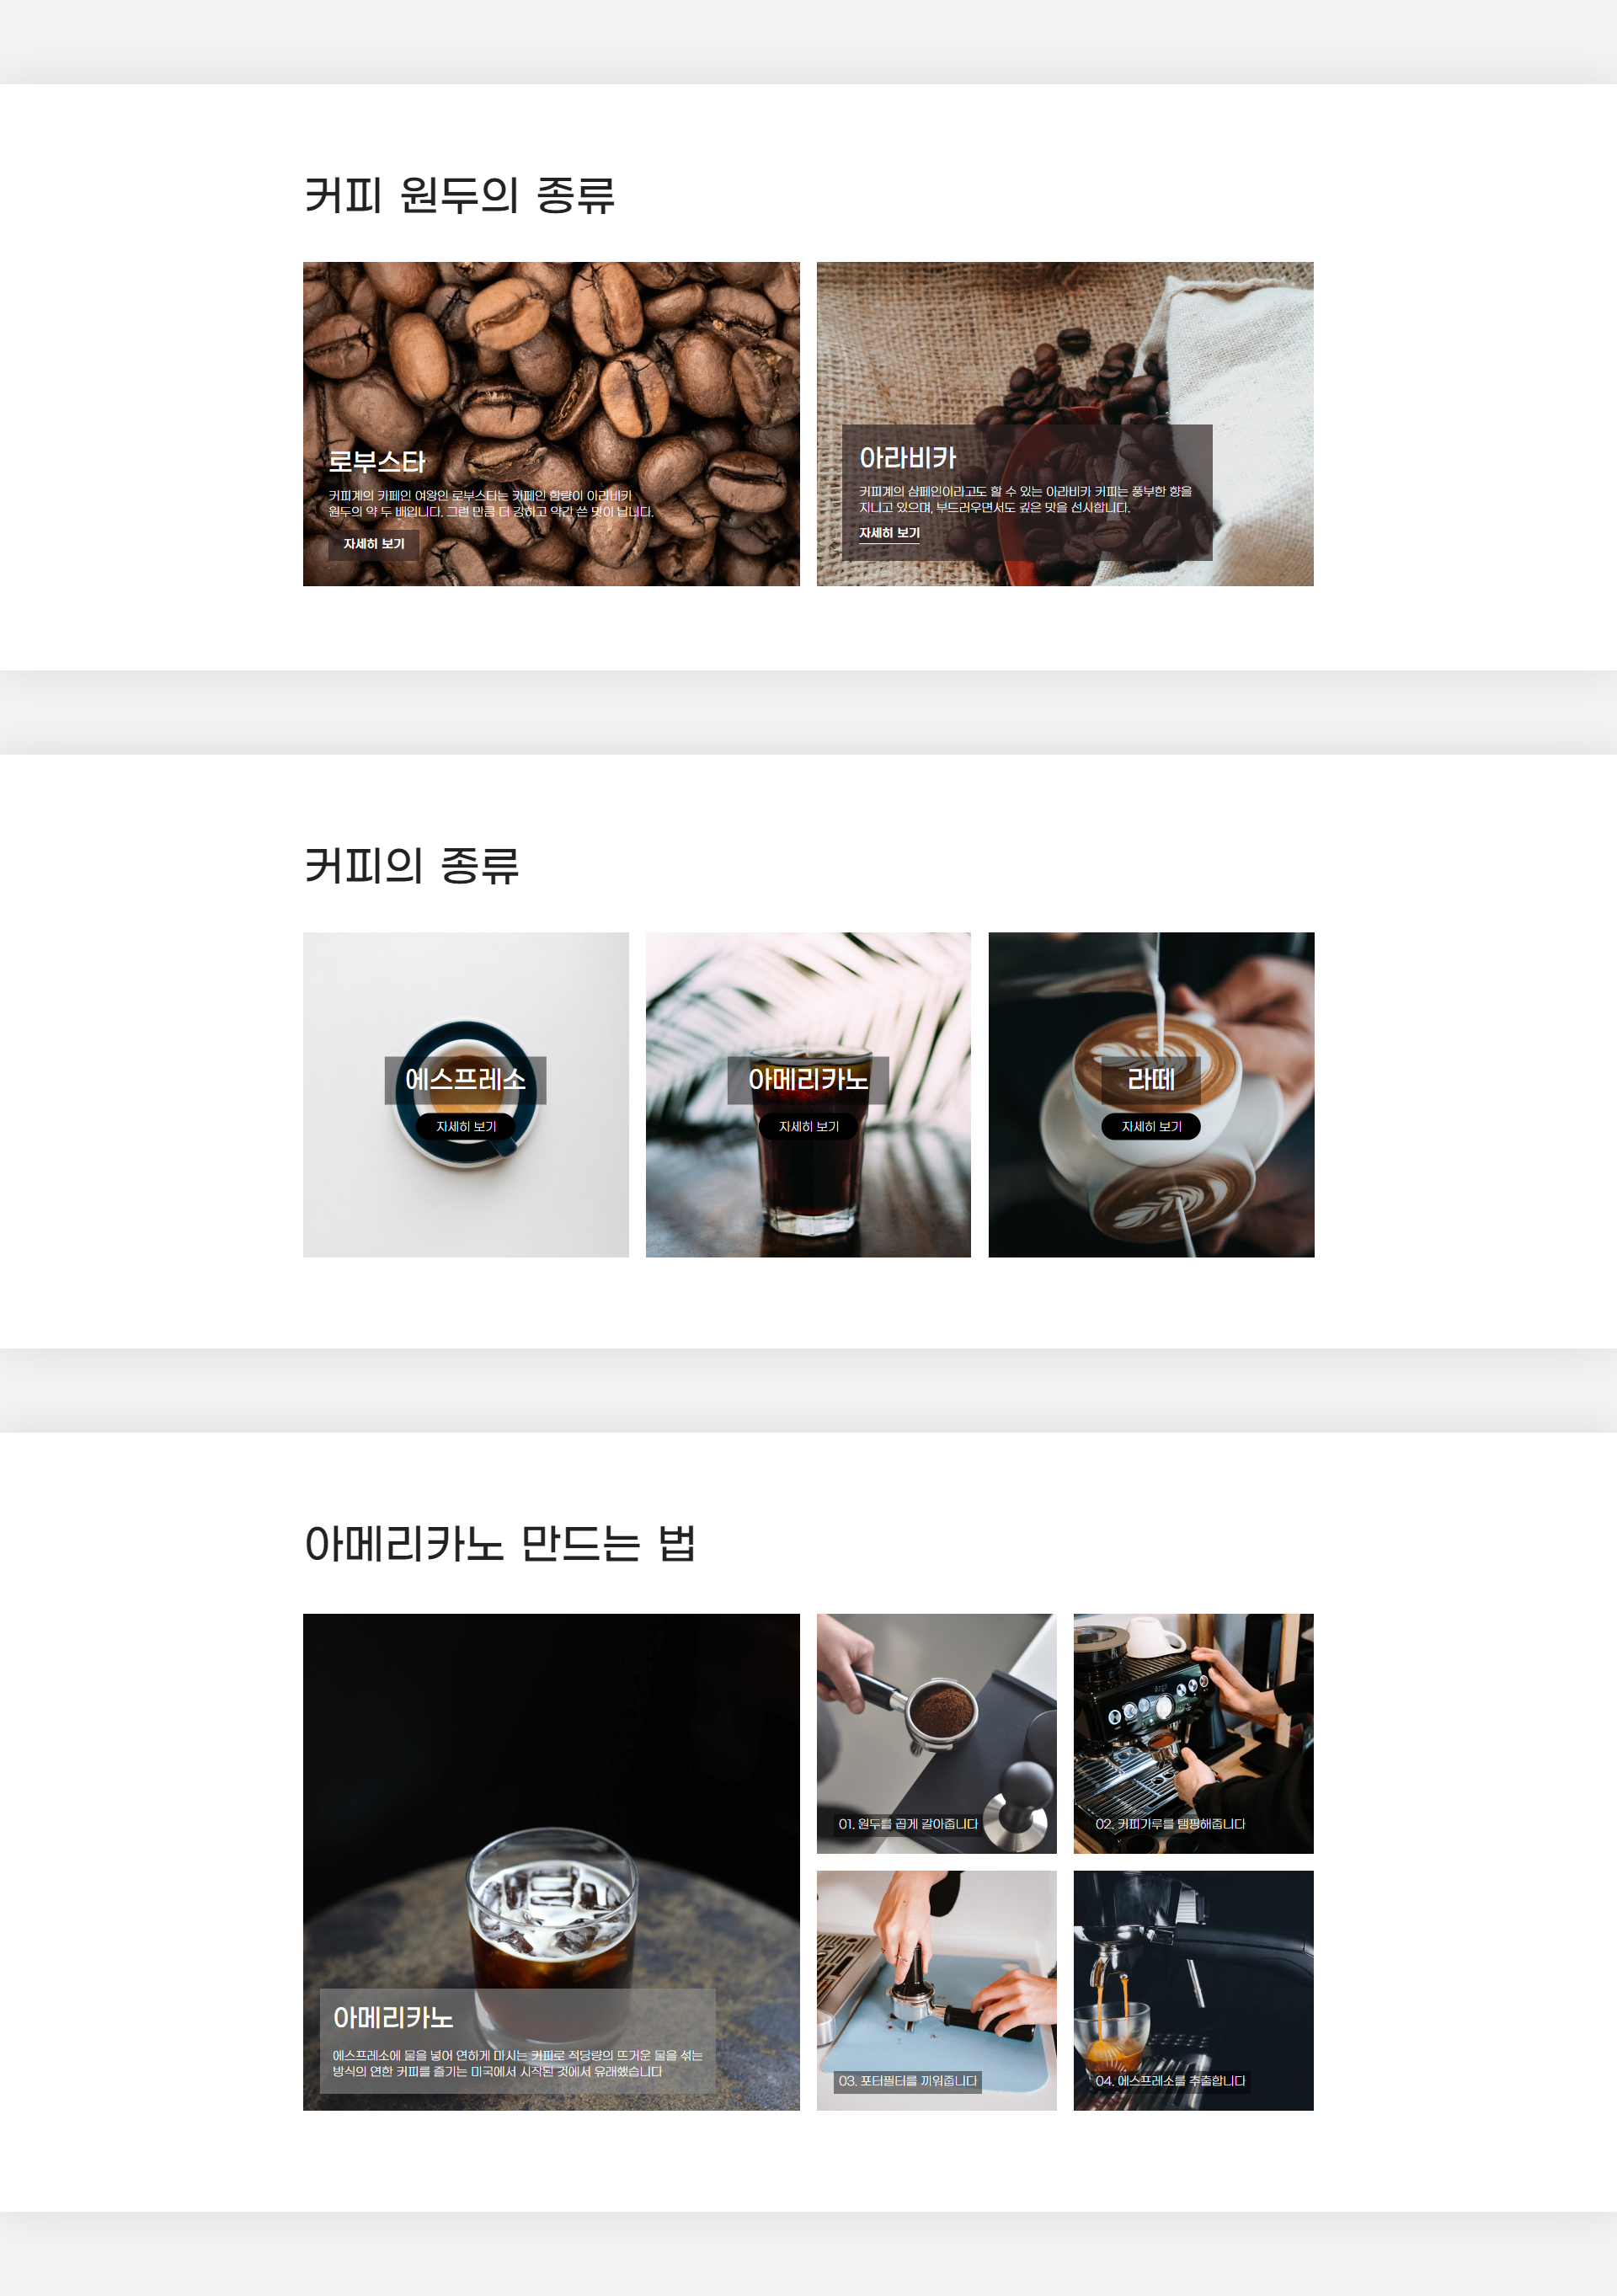 커피 원두의 종류
로부스타
커피계의 카페인 여왕인 로부스타는 카페인 함량이 아라비카
원두의 약 두 배입니다. 그런 만큼 더 강하고 약간 쓴 맛이 납니다.
자세히 보기
아라비카
커피계의 샴페인이라고도 할 수 있는 아라비카 커피는 풍부한 향을
지니고 있으며, 부드러우면서도 깊은 맛을 선사합니다.
자세히 보기
커피의 종류
에스프레소
자세히 보기
아메리카노
자세히 보기
라떼
자세히 보기
아메리카노 만드는 법
아메리카노
에스프레소에 물을 넣어 연하게 마시는 커피로 적당량의 뜨거운 물을 섞는
방식의 연한 커피를 즐기는 미국에서 시작된 것에서 유래했습니다
01. 원두를 곱게 갈아줍니다
02. 커피가루를 탬핑해줍니다
03. 포터필터를 끼워줍니다
04. 에스프레소를 추출합니다